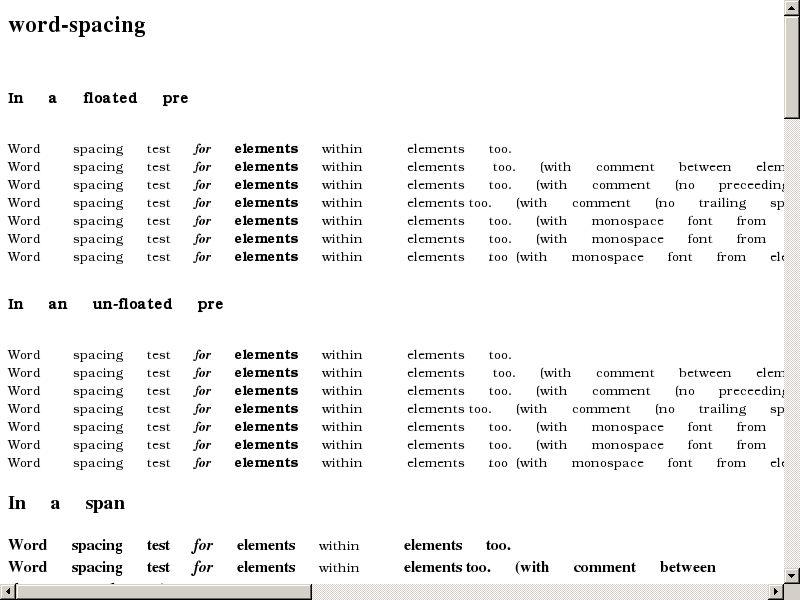 word-spacing
In a floated pre
Word spacing test for elements within elements too.
Word spacing test for elements within elements too. (with comment between elem
Word spacing test for elements within elements too. (with comment (no preceeding
Word spacing test for elements within elements too. (with comment (no trailing sp
Word spacing test for elements within elements too. (with monospace font from
Word spacing test for elements within elements too. (with monospace font from
Word spacing test for elements within elements too (with monospace font from ele
In an un-floated pre
Word spacing test for elements within elements too.
Word spacing test for elements within elements too. (with comment between elem
Word spacing test for elements within elements too. (with comment (no preceeding
Word spacing test for elements within elements too. (with comment (no trailing sp
Word spacing test for elements within elements too. (with monospace font from
Word spacing test for elements within elements too. (with monospace font from
Word spacing test for elements within elements too (with monospace font from ele
In a span
Word spacing test for elements within elements too.
Word spacing test for elements within elements too. (with comment between